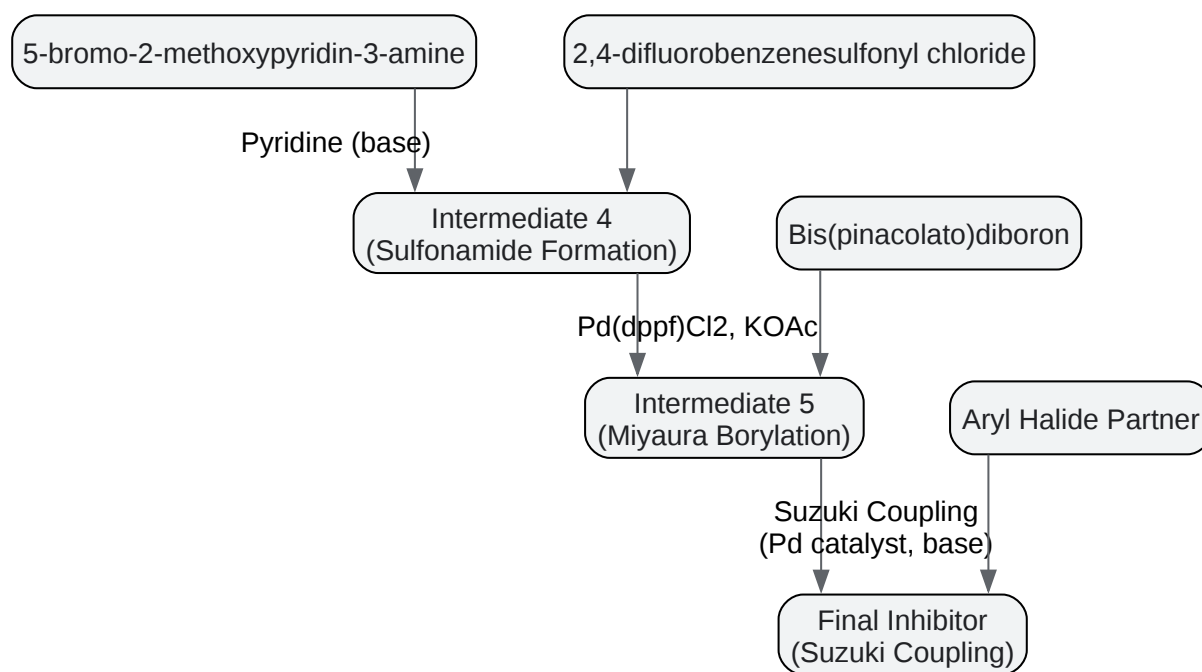 5-bromo-2-methoxypyridin-3-amine
2,4-difluorobenzenesulfonyl chloride
Pyridine (base)
Intermediate 4
(Sulfonamide Formation)
Bis(pinacolato)diboron
Pd(dppf)Cl2, KOAc
Intermediate 5
(Miyaura Borylation)
Aryl Halide Partner
Suzuki Coupling
(Pd catalyst, base)
Final Inhibitor
(Suzuki Coupling)